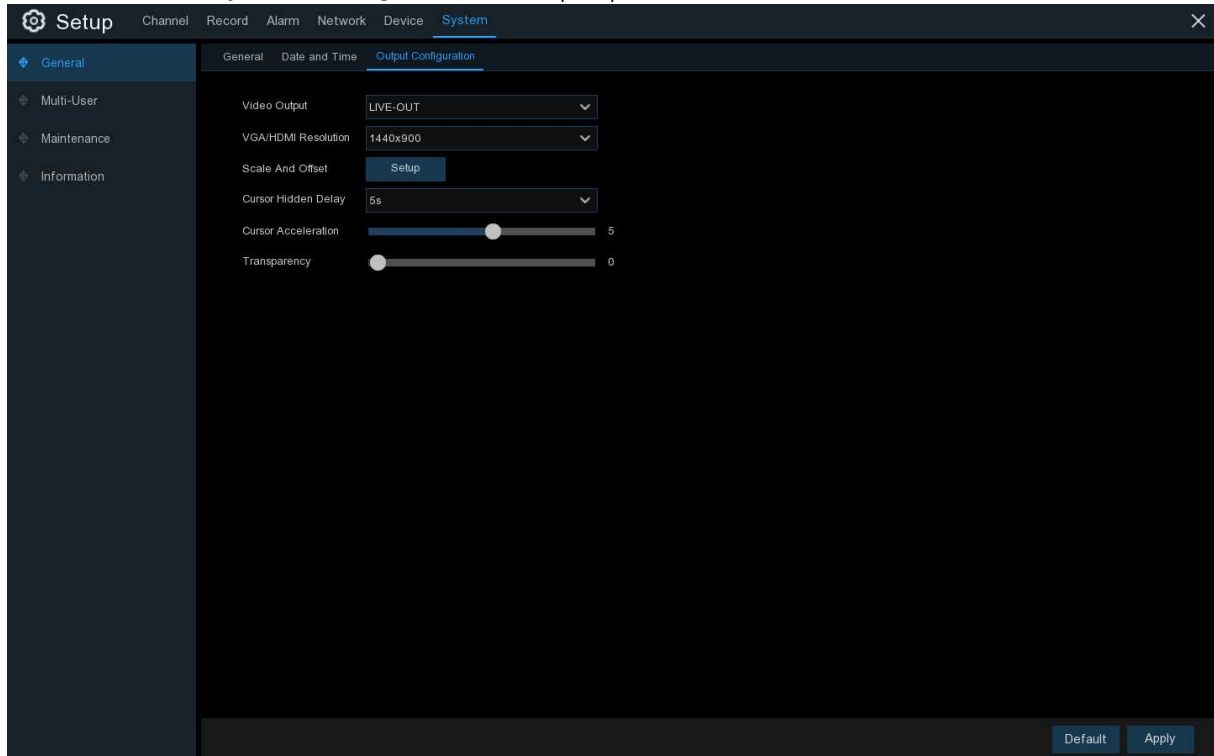 Setup Channel Record Alarm Network Device System
General
Multi-User
Maintenance
Information
General Date and Time Output Configuration
Video Output LIVE-OUT
VGA/HDMI Resolution 1440x900
Scale And Offset Setup
Cursor Hidden Delay 5s
Cursor Acceleration 5
Transparency 0
Default Apply